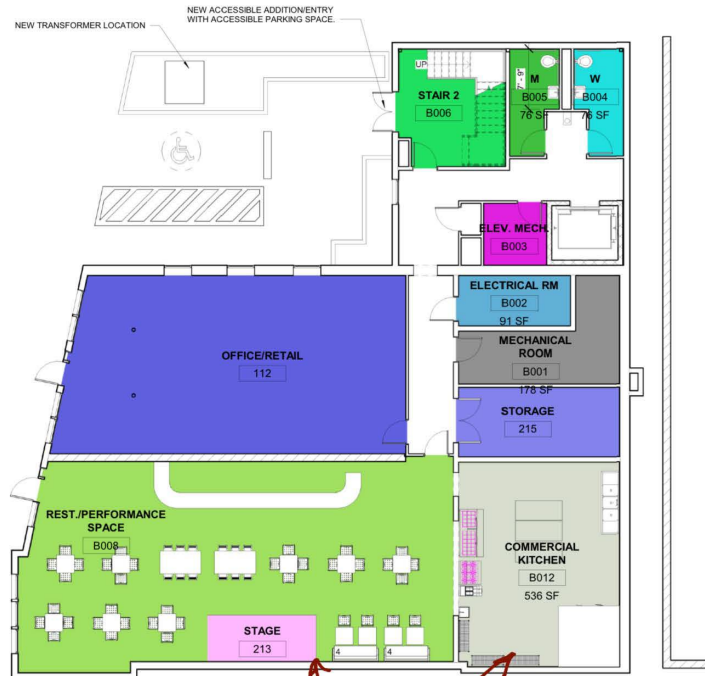 NEW ACCESSIBLE ADDITION/ENTRY
WITH ACCESSIBLE PARKING SPACE.
NEW TRANSFORMER LOCATION
UP
STAIR 2
B006
7' - 9"
M
B005
76 SF
W
B004
76 SF
ELEV. MECH.
B003
ELECTRICAL RM
B002
91 SF
MECHANICAL
ROOM
B001
178 SF
OFFICE/RETAIL
112
STORAGE
215
REST./PERFORMANCE
SPACE
B008
COMMERCIAL
KITCHEN
B012
536 SF
STAGE
213
4
4